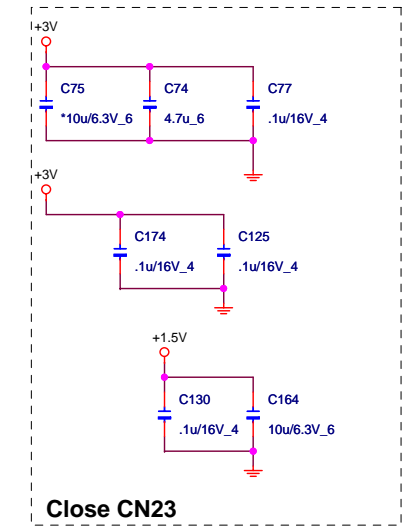 +3V
C75 C74 C77
*10u/6.3V_6 4.7u_6 .1u/16V_4
+3V
C174 C125
.1u/16V_4 .1u/16V_4
+1.5V
C130 C164
.1u/16V_4 10u/6.3V_6
Close CN23